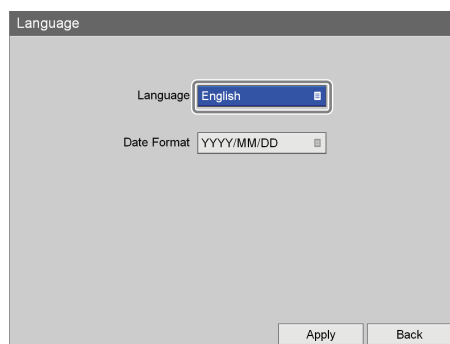 Language
Language English
Date Format YYYY/MM/DD
Apply Back